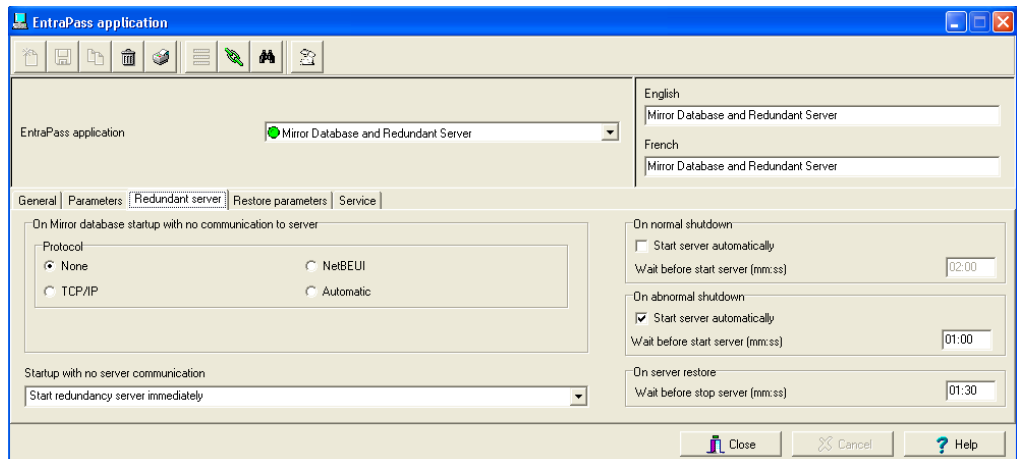 EntraPass application
English
Mirror Database and Redundant Server
EntraPass application
Mirror Database and Redundant Server
French
Mirror Database and Redundant Server
General
Parameters
Redundant server
Restore parameters
Service
On Mirror database startup with no communication to server
Protocol
None
NetBEUI
TCP/IP
Automatic
Startup with no server communication
Start redundancy server immediately
On normal shutdown
Start server automatically
Wait before start server (mm:ss)
02:00
On abnormal shutdown
Start server automatically
Wait before start server (mm:ss)
01:00
On server restore
Wait before stop server (mm:ss)
01:30
Close
Cancel
? Help